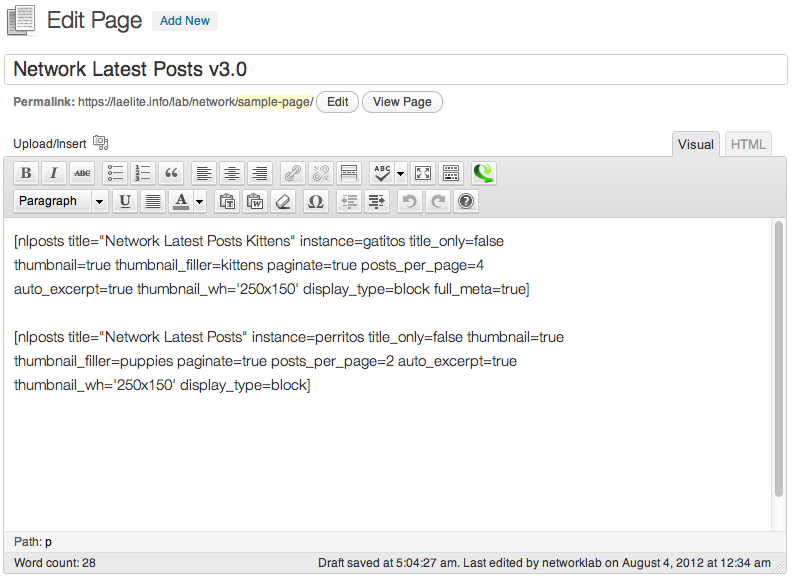 Edit Page Add New
Network Latest Posts v3.0
Permalink: https://laelite.info/lab/network/sample-page/ Edit View Page
Upload/Insert Visual HTML
B I ABC ABC
Paragraph U A W Ω ?
[nlposts title="Network Latest Posts Kittens" instance=gatitos title_only=false
thumbnail=true thumbnail_filler=kittens paginate=true posts_per_page=4
auto_excerpt=true thumbnail_wh='250x150' display_type=block full_meta=true]
[nlposts title="Network Latest Posts" instance=perritos title_only=false thumbnail=true
thumbnail_filler=puppies paginate=true posts_per_page=2 auto_excerpt=true
thumbnail_wh='250x150' display_type=block]
Path: p
Word count: 28 Draft saved at 5:04:27 am. Last edited by networklab on August 4, 2012 at 12:34 am